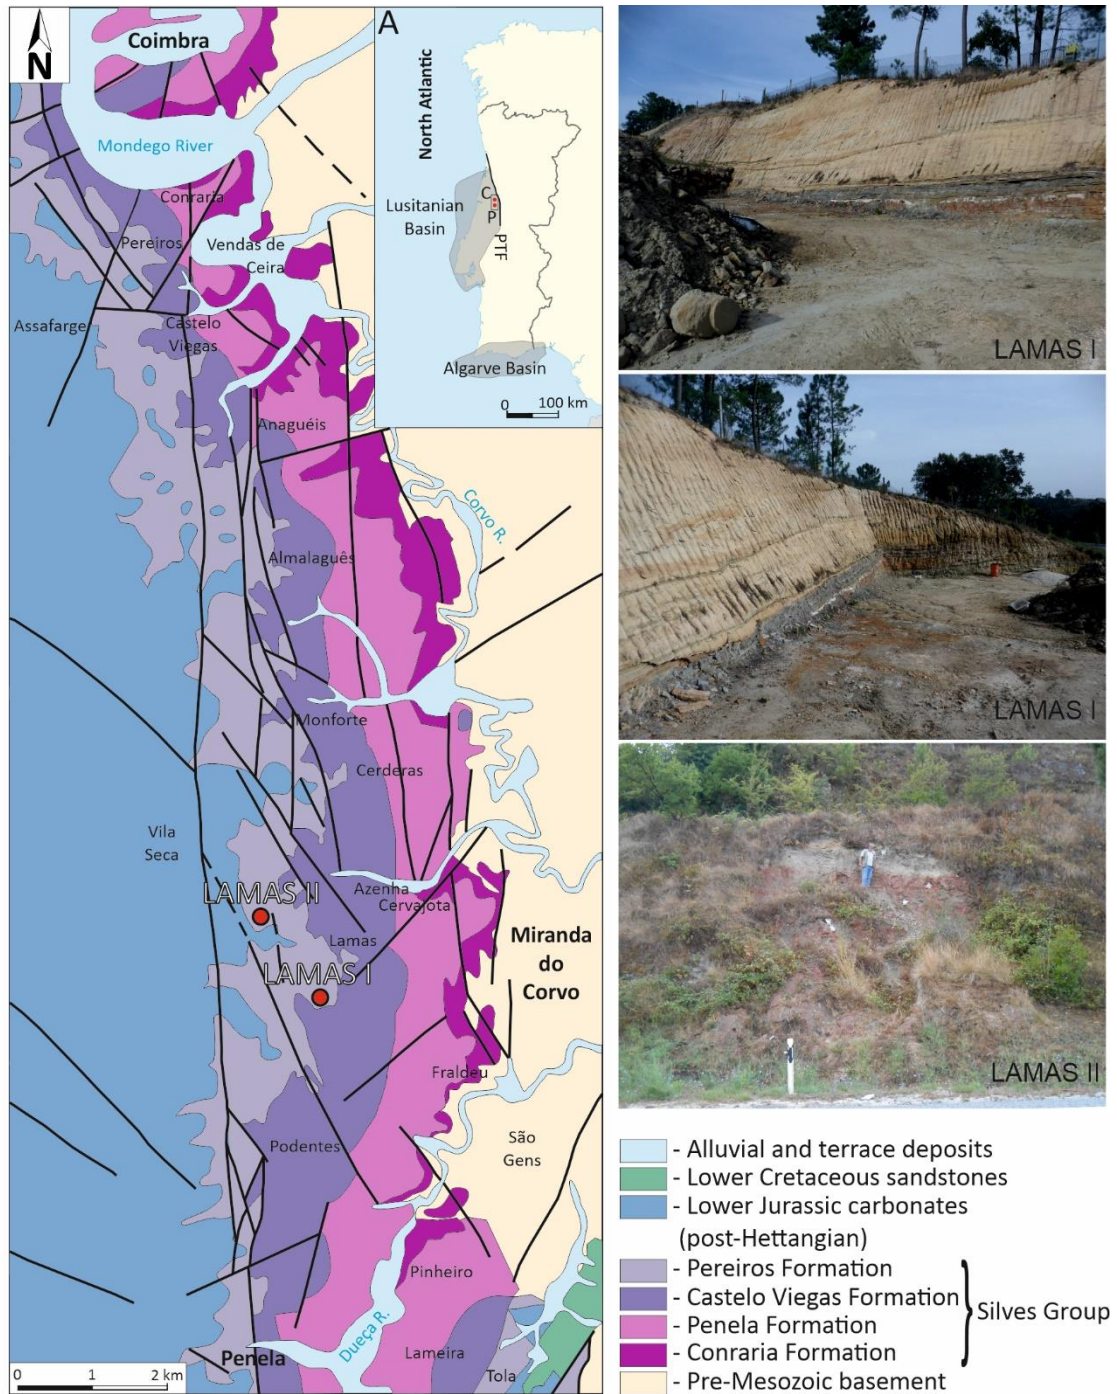 N
Coimbra
Mondego River
Conraria
Pereiros
Vendas de
Ceira
Assafarge
Castelo
Viegas
Anaguéis
Corvo R.
Almalaguês
Monforte
Cerderas
Vila
Seca
LAMAS II
Azenha
Cervajota
Lamas
LAMAS I
Miranda
do
Corvo
Fraldeu
São
Gens
Podentes
Pinheiro
Dueça R.
Penela
Lameira
Tola
0 1 2 km
A
North Atlantic
Lusitanian
Basin
C
P
PTF
Algarve Basin
0 100 km
LAMAS I
LAMAS I
LAMAS II
- Alluvial and terrace deposits
- Lower Cretaceous sandstones
- Lower Jurassic carbonates
(post-Hettangian)
- Pereiros Formation
- Castelo Viegas Formation
- Penela Formation
- Conraria Formation
Silves Group
- Pre-Mesozoic basement